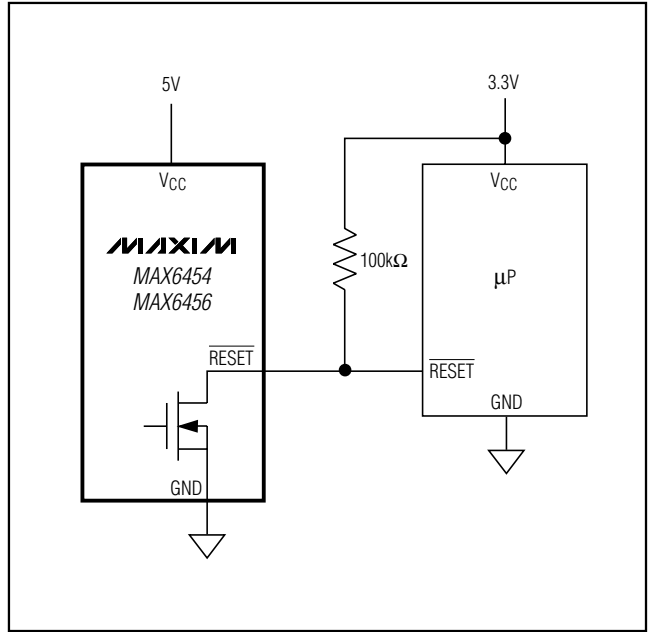 5V
3.3V
VCC
VCC
MAXIM
MAX6454
MAX6456
100kΩ
μP
RESET
RESET
GND
GND